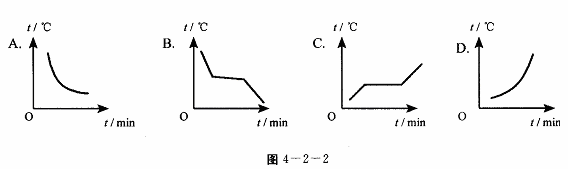 A. t / ℃ O t / min
B. t / ℃ O t / min
C. t / ℃ O t / min
D. t / ℃ O t / min
图 4－2－2